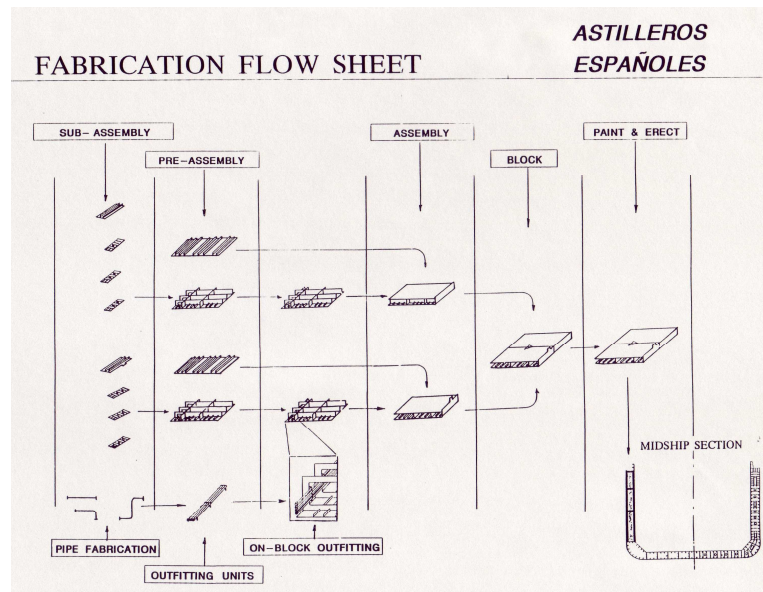 ASTILLEROS
ESPAÑOLES
FABRICATION FLOW SHEET
SUB-ASSEMBLY
ASSEMBLY
PAINT & ERECT
PRE-ASSEMBLY
BLOCK
MIDSHIP SECTION
PIPE FABRICATION
ON-BLOCK OUTFITTING
OUTFITTING UNITS